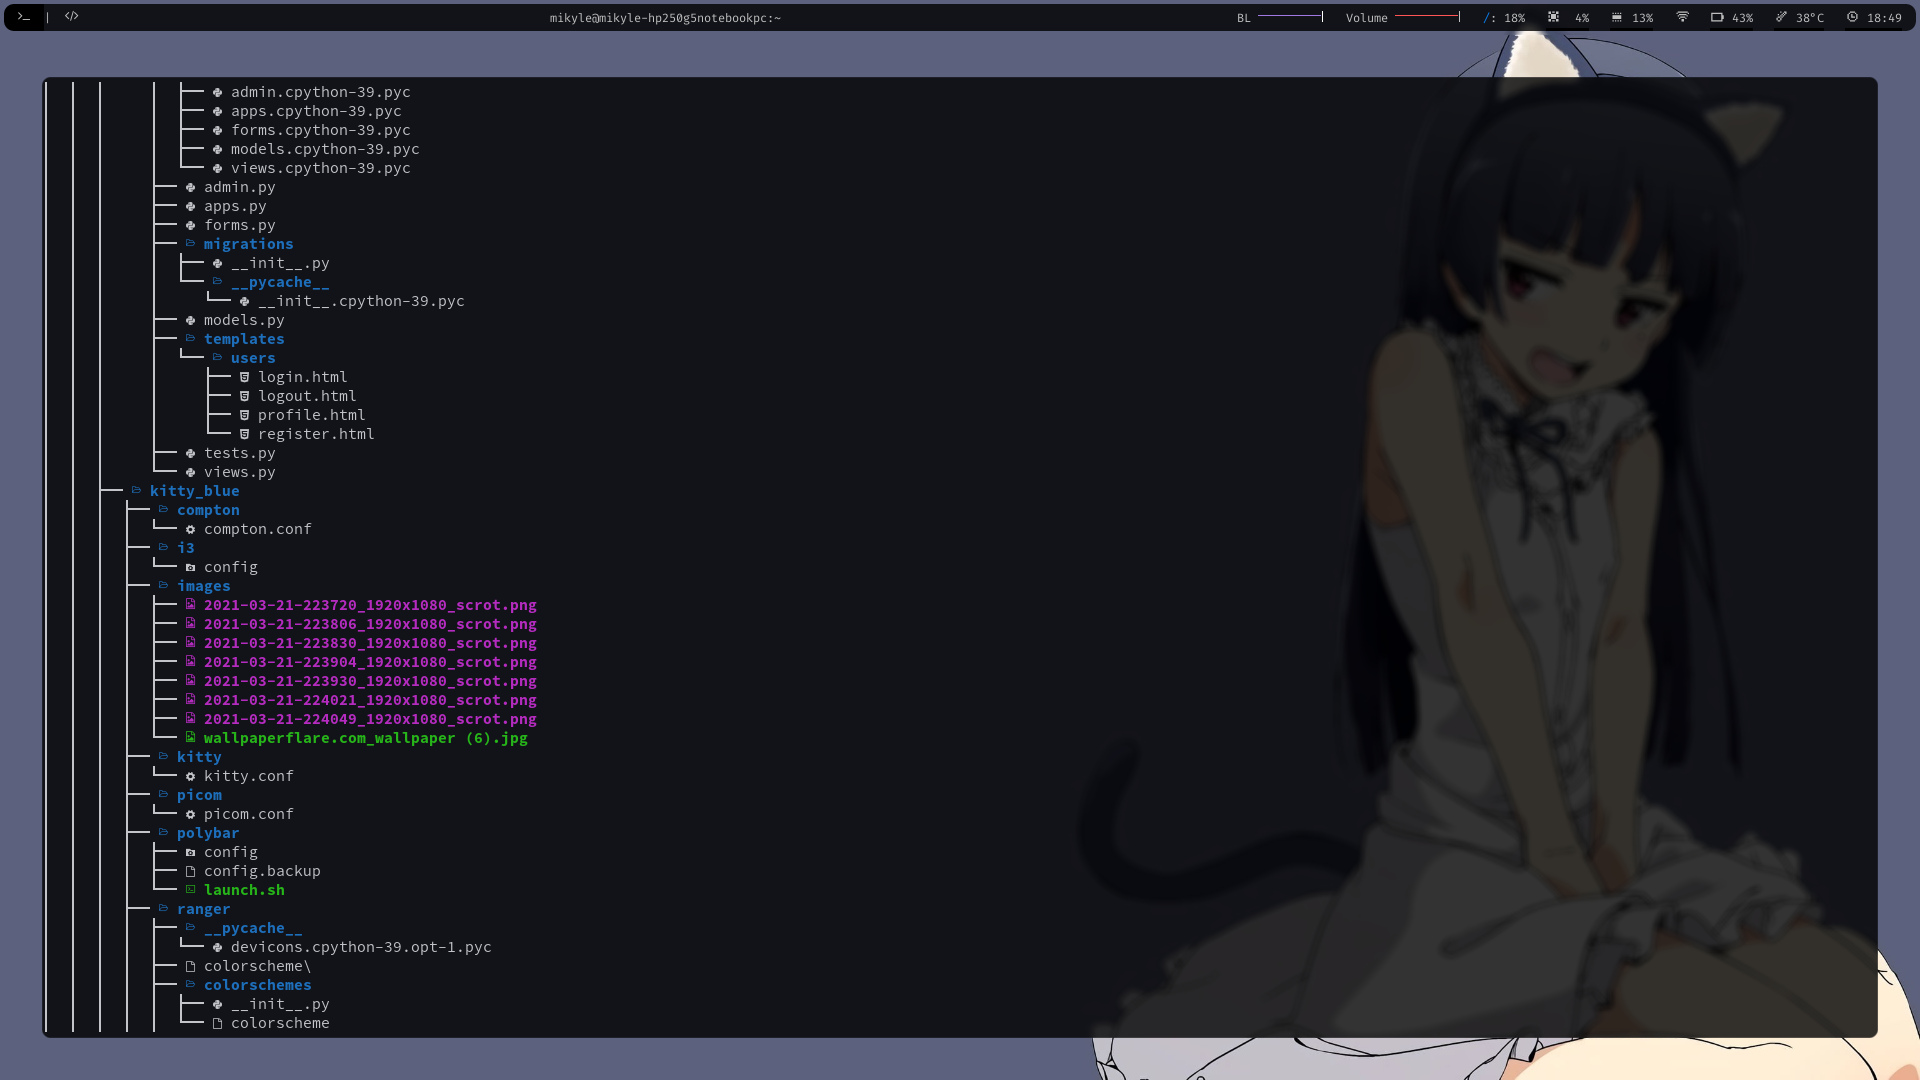 >_ | </> mikyle@mikyle-hp250g5notebookpc:~ BL Volume /: 18% 4% 13% 43% 38°C 18:49
admin.cpython-39.pyc
apps.cpython-39.pyc
forms.cpython-39.pyc
models.cpython-39.pyc
views.cpython-39.pyc
admin.py
apps.py
forms.py
migrations
__init__.py
__pycache__
__init__.cpython-39.pyc
models.py
templates
users
login.html
logout.html
profile.html
register.html
tests.py
views.py
kitty_blue
compton
compton.conf
i3
config
images
2021-03-21-223720_1920x1080_scrot.png
2021-03-21-223806_1920x1080_scrot.png
2021-03-21-223830_1920x1080_scrot.png
2021-03-21-223904_1920x1080_scrot.png
2021-03-21-223930_1920x1080_scrot.png
2021-03-21-224021_1920x1080_scrot.png
2021-03-21-224049_1920x1080_scrot.png
wallpaperflare.com_wallpaper (6).jpg
kitty
kitty.conf
picom
picom.conf
polybar
config
config.backup
launch.sh
ranger
__pycache__
devicons.cpython-39.opt-1.pyc
colorscheme\
colorschemes
__init__.py
colorscheme